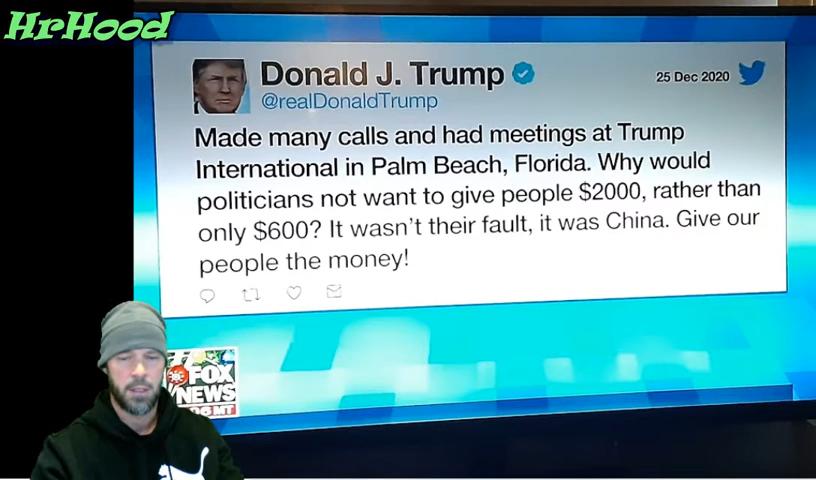 HrHood
Donald J. Trump
25 Dec 2020
@realDonaldTrump
Made many calls and had meetings at Trump
International in Palm Beach, Florida. Why would
politicians not want to give people $2000, rather than
only $600? It wasn't their fault, it was China. Give our
people the money!
FOX
NEWS
MT